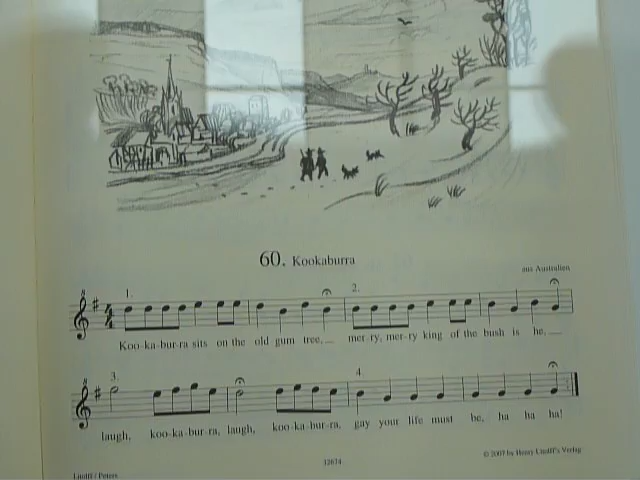 60. Kookaburra
aus Australien
1.
2.
Koo-ka-bur-ra sits on the old gum tree, mer-ry, mer-ry king of the bush is he,
3.
4.
laugh, koo-ka-bur-ra, laugh, koo-ka-bur-ra, gay your life must be, ha ha ha!
12674
© 2007 by Henry Litolff's Verlag
Litolff / Peters